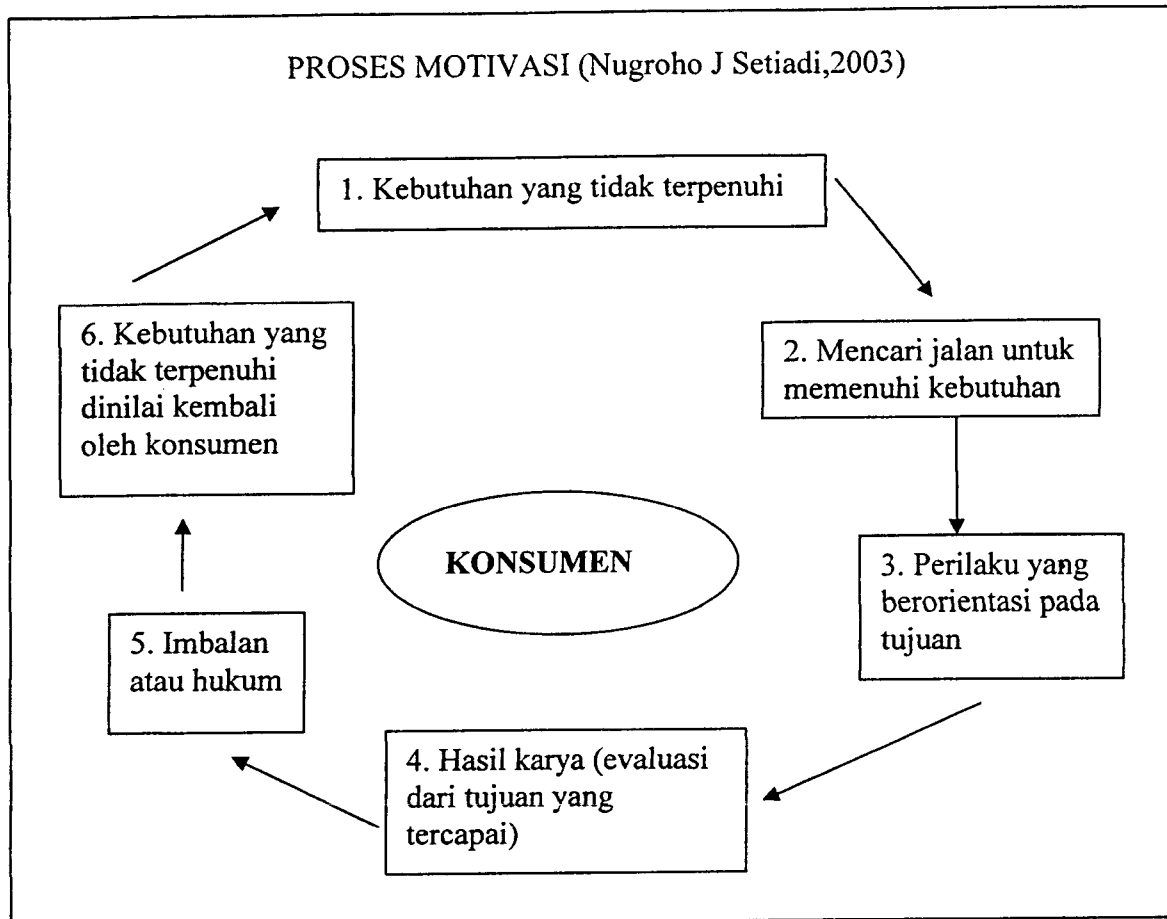 PROSES MOTIVASI (Nugroho J Setiadi,2003)
1. Kebutuhan yang tidak terpenuhi
2. Mencari jalan untuk
memenuhi kebutuhan
3. Perilaku yang
berorientasi pada
tujuan
4. Hasil karya (evaluasi
dari tujuan yang
tercapai)
5. Imbalan
atau hukum
6. Kebutuhan yang
tidak terpenuhi
dinilai kembali
oleh konsumen
KONSUMEN